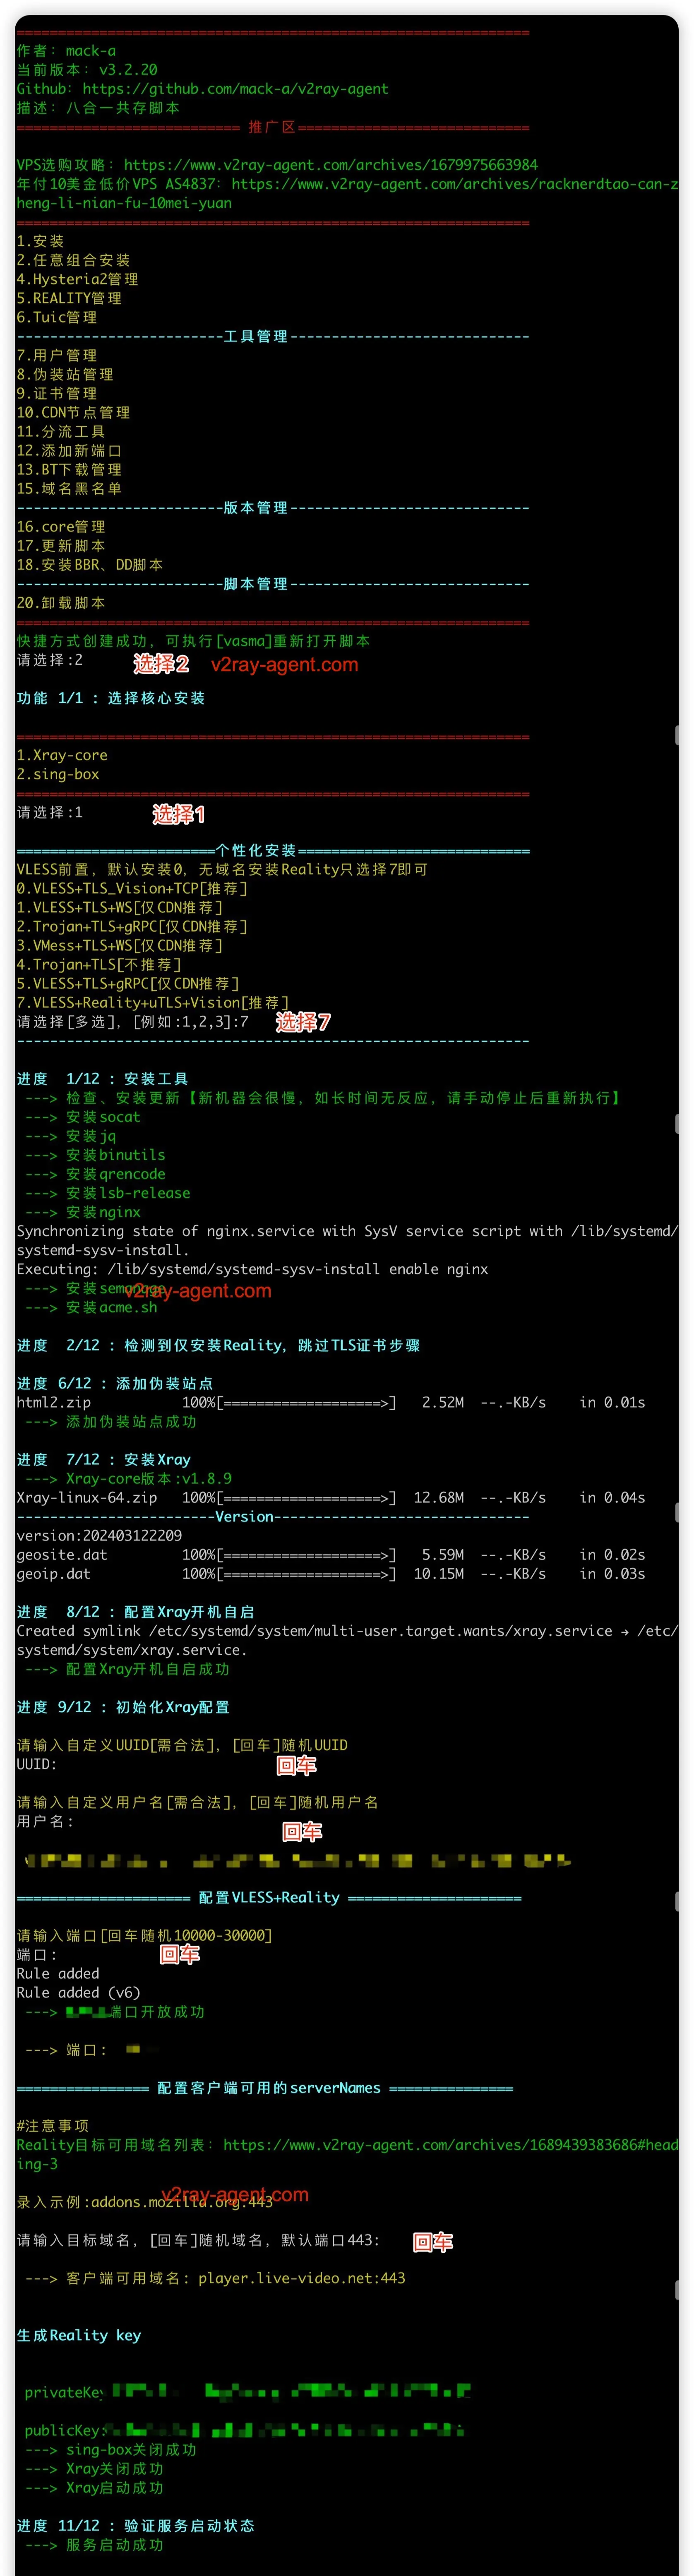 ==============================================================
作者：mack-a
当前版本：v3.2.20
Github：https://github.com/mack-a/v2ray-agent
描述：八合一共存脚本
=========================== 推广区============================
VPS选购攻略：https://www.v2ray-agent.com/archives/1679975663984
年付10美金低价VPS AS4837：https://www.v2ray-agent.com/archives/racknerdtao-can-z
heng-li-nian-fu-10mei-yuan
==============================================================
1.安装
2.任意组合安装
4.Hysteria2管理
5.REALITY管理
6.Tuic管理
-------------------------工具管理-----------------------------
7.用户管理
8.伪装站管理
9.证书管理
10.CDN节点管理
11.分流工具
12.添加新端口
13.BT下载管理
15.域名黑名单
-------------------------版本管理-----------------------------
16.core管理
17.更新脚本
18.安装BBR、DD脚本
-------------------------脚本管理-----------------------------
20.卸载脚本
==============================================================
快捷方式创建成功，可执行[vasma]重新打开脚本
请选择:2 选择2 v2ray-agent.com
功能 1/1 : 选择核心安装
==============================================================
1.Xray-core
2.sing-box
==============================================================
请选择:1 选择1
========================个性化安装============================
VLESS前置，默认安装0，无域名安装Reality只选择7即可
0.VLESS+TLS_Vision+TCP[推荐]
1.VLESS+TLS+WS[仅CDN推荐]
2.Trojan+TLS+gRPC[仅CDN推荐]
3.VMess+TLS+WS[仅CDN推荐]
4.Trojan+TLS[不推荐]
5.VLESS+TLS+gRPC[仅CDN推荐]
7.VLESS+Reality+uTLS+Vision[推荐]
请选择[多选]，[例如:1,2,3]:7 选择7
--------------------------------------------------------------
进度  1/12 : 安装工具
---> 检查、安装更新【新机器会很慢，如长时间无反应，请手动停止后重新执行】
---> 安装socat
---> 安装jq
---> 安装binutils
---> 安装qrencode
---> 安装lsb-release
---> 安装nginx
Synchronizing state of nginx.service with SysV service script with /lib/systemd/
systemd-sysv-install.
Executing: /lib/systemd/systemd-sysv-install enable nginx
---> 安装semanage v2ray-agent.com
---> 安装acme.sh
进度  2/12 : 检测到仅安装Reality，跳过TLS证书步骤
进度 6/12 : 添加伪装站点
html2.zip           100%[===================>]   2.52M  --.-KB/s    in 0.01s
---> 添加伪装站点成功
进度  7/12 : 安装Xray
---> Xray-core版本:v1.8.9
Xray-linux-64.zip   100%[===================>]  12.68M  --.-KB/s    in 0.04s
------------------------Version-------------------------------
version:202403122209
geosite.dat         100%[===================>]   5.59M  --.-KB/s    in 0.02s
geoip.dat           100%[===================>]  10.15M  --.-KB/s    in 0.03s
进度  8/12 : 配置Xray开机自启
Created symlink /etc/systemd/system/multi-user.target.wants/xray.service → /etc/
systemd/system/xray.service.
---> 配置Xray开机自启成功
进度 9/12 : 初始化Xray配置
请输入自定义UUID[需合法]，[回车]随机UUID
UUID: 回车
请输入自定义用户名[需合法]，[回车]随机用户名
用户名: 回车
===================== 配置VLESS+Reality =====================
请输入端口[回车随机10000-30000]
端口: 回车
Rule added
Rule added (v6)
---> 端口开放成功
---> 端口:
================ 配置客户端可用的serverNames ===============
#注意事项
Reality目标可用域名列表：https://www.v2ray-agent.com/archives/1689439383686#head
ing-3
v2ray-agent.com
录入示例:addons.mozilla.org:443
请输入目标域名，[回车]随机域名，默认端口443: 回车
---> 客户端可用域名: player.live-video.net:443
生成Reality key
privateKey
publicKey:
---> sing-box关闭成功
---> Xray关闭成功
---> Xray启动成功
进度 11/12 : 验证服务启动状态
---> 服务启动成功